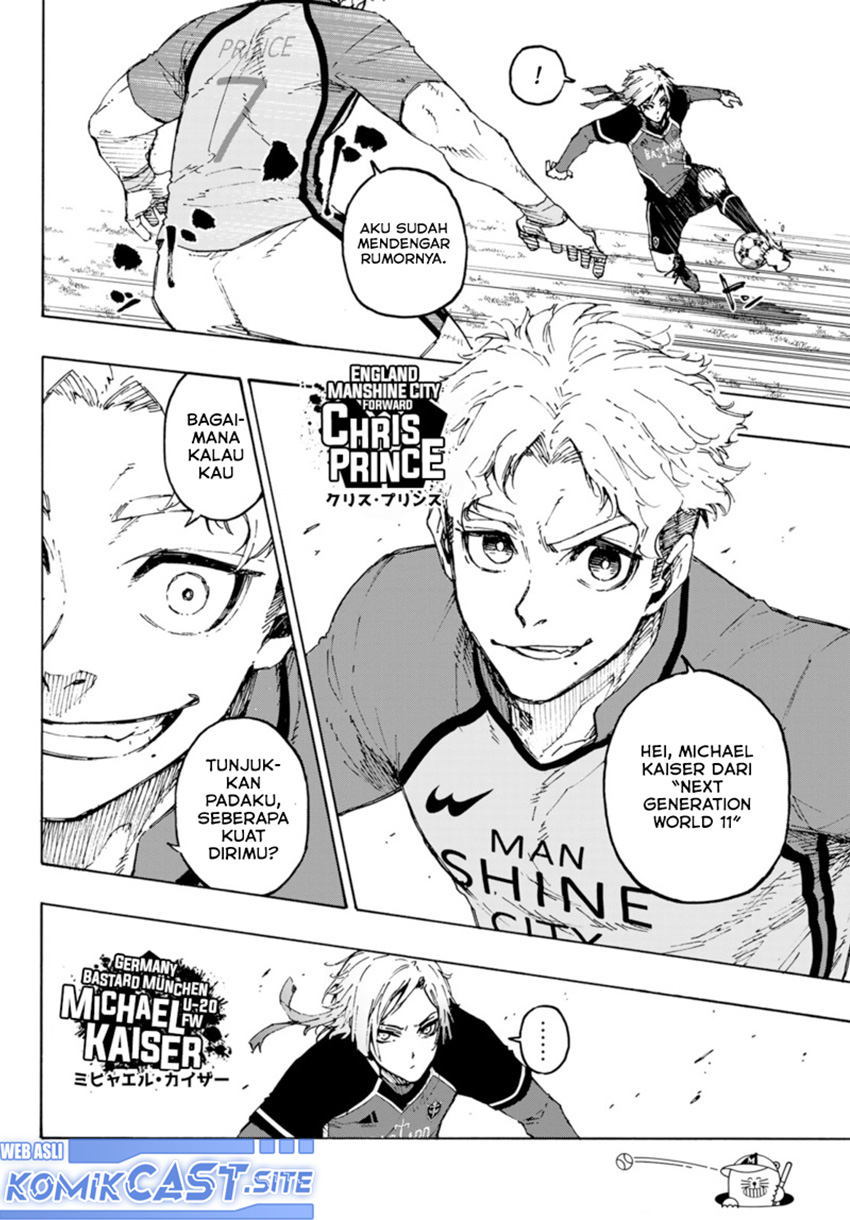 !
PRINCE
7
BASTARD
AKU SUDAH
MENDENGAR
RUMORNYA.
ドン
ENGLAND
MANSHINE CITY
FORWARD
CHRIS
PRINCE
クリス・プリンス
HEI, MICHAEL
KAISER DARI
“NEXT
GENERATION
WORLD 11”
MAN
SHINE
CITY
BAGAI-
MANA
KALAU
KAU
TUNJUK-
KAN
PADAKU,
SEBERAPA
KUAT
DIRIMU?
GERMANY
BASTARD MÜNCHEN
U-20
MICHAEL
FW
KAISER
ミヒャエル・カイザー
.....
WEB ASLI
KOMIKCAST.SITE
M